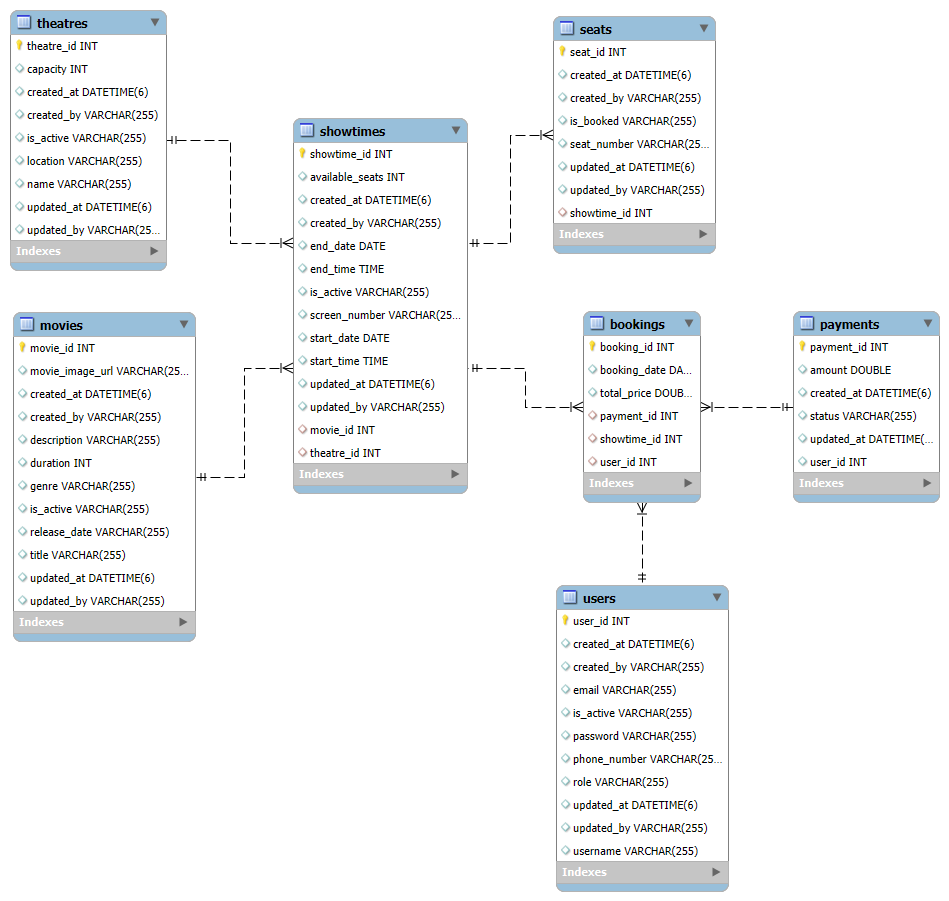 theatres
theatre_id INT
capacity INT
created_at DATETIME(6)
created_by VARCHAR(255)
is_active VARCHAR(255)
location VARCHAR(255)
name VARCHAR(255)
updated_at DATETIME(6)
updated_by VARCHAR(25...
Indexes
movies
movie_id INT
movie_image_url VARCHAR(25...
created_at DATETIME(6)
created_by VARCHAR(255)
description VARCHAR(255)
duration INT
genre VARCHAR(255)
is_active VARCHAR(255)
release_date VARCHAR(255)
title VARCHAR(255)
updated_at DATETIME(6)
updated_by VARCHAR(255)
Indexes
showtimes
showtime_id INT
available_seats INT
created_at DATETIME(6)
created_by VARCHAR(255)
end_date DATE
end_time TIME
is_active VARCHAR(255)
screen_number VARCHAR(25...
start_date DATE
start_time TIME
updated_at DATETIME(6)
updated_by VARCHAR(255)
movie_id INT
theatre_id INT
Indexes
seats
seat_id INT
created_at DATETIME(6)
created_by VARCHAR(255)
is_booked VARCHAR(255)
seat_number VARCHAR(25...
updated_at DATETIME(6)
updated_by VARCHAR(255)
showtime_id INT
Indexes
bookings
booking_id INT
booking_date DA...
total_price DOUB...
payment_id INT
showtime_id INT
user_id INT
Indexes
payments
payment_id INT
amount DOUBLE
created_at DATETIME(6)
status VARCHAR(255)
updated_at DATETIME(...
user_id INT
Indexes
users
user_id INT
created_at DATETIME(6)
created_by VARCHAR(255)
email VARCHAR(255)
is_active VARCHAR(255)
password VARCHAR(255)
phone_number VARCHAR(25...
role VARCHAR(255)
updated_at DATETIME(6)
updated_by VARCHAR(255)
username VARCHAR(255)
Indexes